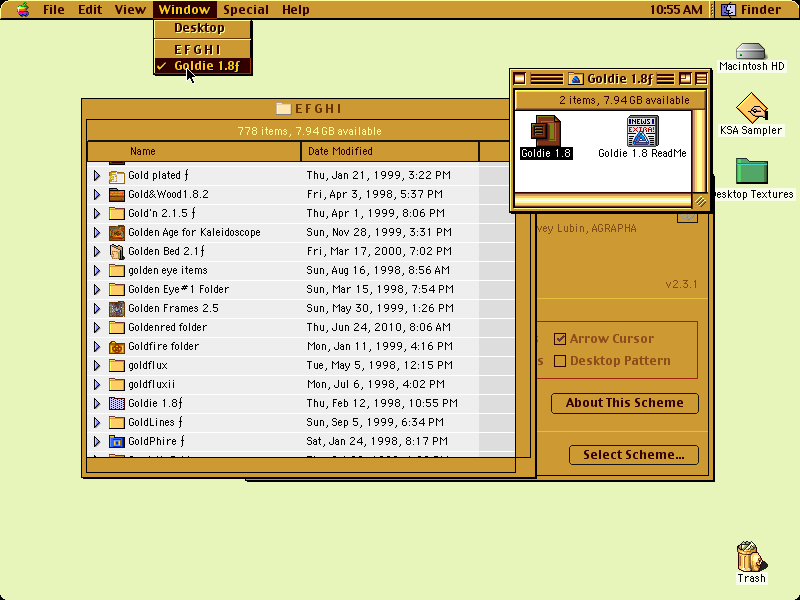 File Edit View Window Special Help 10:55 AM Finder
Desktop
E F G H I
✓ Goldie 1.8ƒ
Macintosh HD
KSA Sampler
esktop Textures
Trash
Goldie 1.8ƒ
2 items, 7.94 GB available
Goldie 1.8
Goldie 1.8 ReadMe
E F G H I
778 items, 7.94 GB available
Name Date Modified
Gold plated ƒ Thu, Jan 21, 1999, 3:22 PM
Gold&Wood1.8.2 Fri, Apr 3, 1998, 5:37 PM
Gold'n 2.1.5 ƒ Thu, Apr 1, 1999, 8:06 PM
Golden Age for Kaleidoscope Sun, Nov 28, 1999, 3:31 PM
Golden Bed 2.1ƒ Fri, Mar 17, 2000, 7:02 PM
golden eye items Sun, Aug 16, 1998, 8:56 AM
Golden Eye#1 Folder Sun, Mar 15, 1998, 7:54 PM
Golden Frames 2.5 Sun, May 30, 1999, 1:26 PM
Goldenred folder Thu, Jun 24, 2010, 8:06 AM
Goldfire folder Mon, Jan 11, 1999, 4:16 PM
goldflux Tue, May 5, 1998, 12:15 PM
goldfluxii Mon, Jul 6, 1998, 4:02 PM
Goldie 1.8ƒ Thu, Feb 12, 1998, 10:55 PM
GoldLines ƒ Sun, Sep 5, 1999, 6:34 PM
GoldPhire ƒ Sat, Jan 24, 1998, 8:17 PM
vey Lubin, AGRAPHA
v2.3.1
Arrow Cursor
s Desktop Pattern
About This Scheme
Select Scheme...